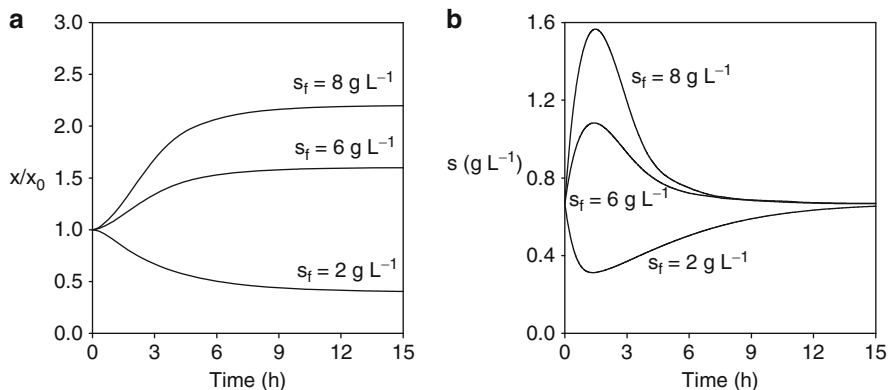 a
3.0
2.5
2.0
1.5
1.0
0.5
0.0
x/x₀
s_f = 8 g L⁻¹
s_f = 6 g L⁻¹
s_f = 2 g L⁻¹
0 3 6 9 12 15
Time (h)
b
1.6
1.2
0.8
0.4
0.0
s (g L⁻¹)
s_f = 8 g L⁻¹
s_f = 6 g L⁻¹
s_f = 2 g L⁻¹
0 3 6 9 12 15
Time (h)